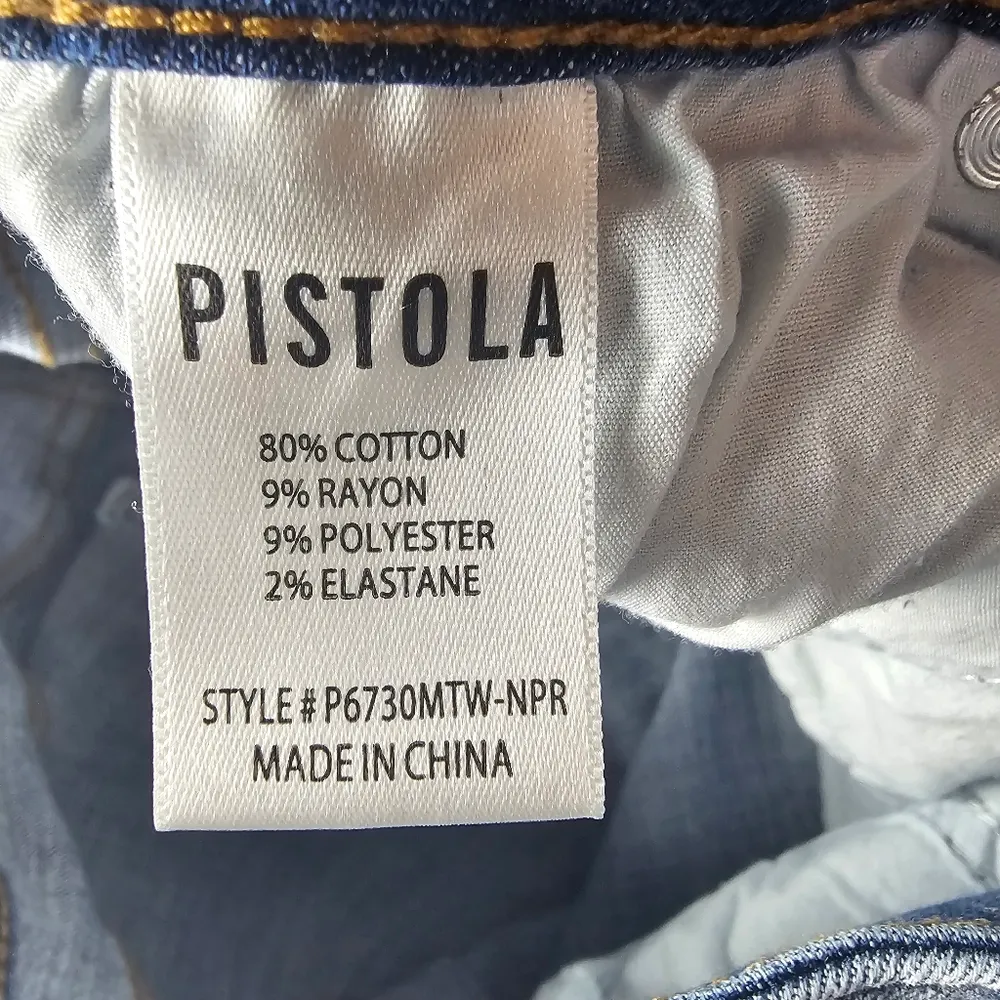 PISTOLA
80% COTTON
9% RAYON
9% POLYESTER
2% ELASTANE
STYLE # P6730MTW-NPR
MADE IN CHINA